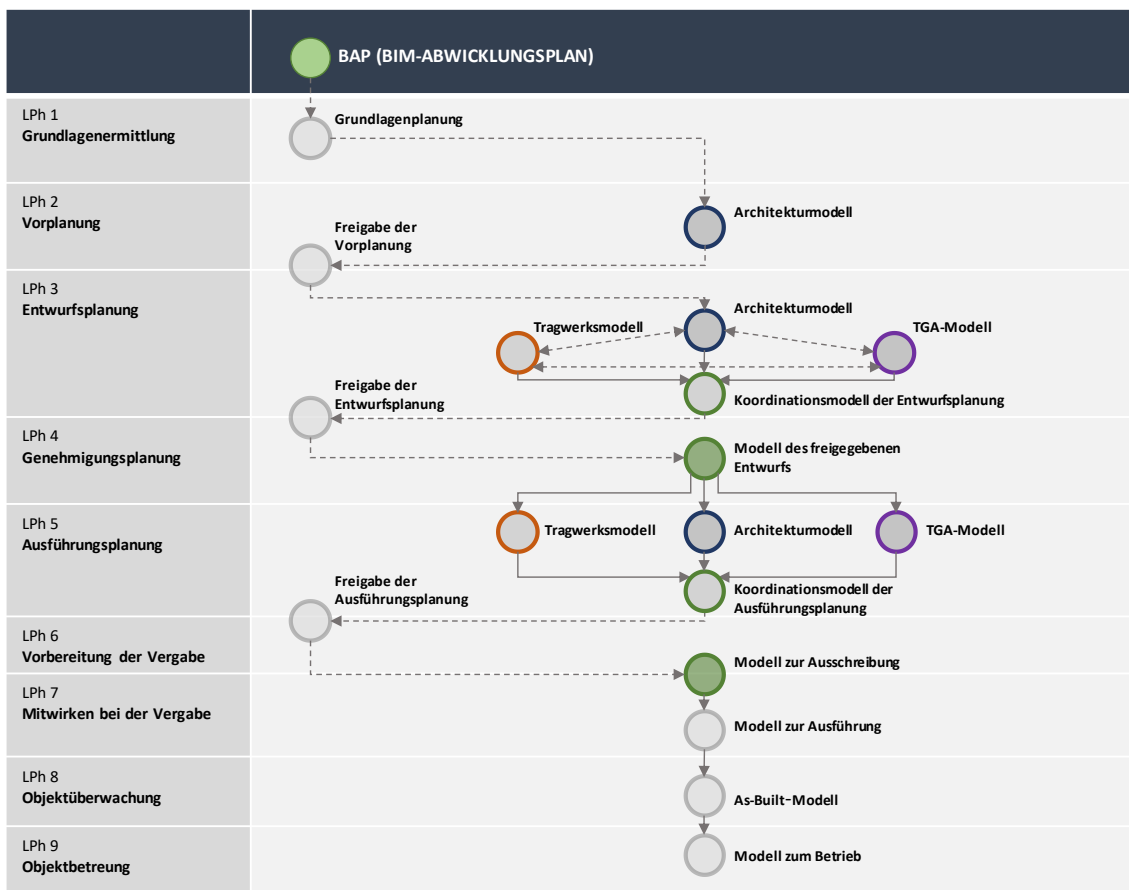 BAP (BIM-ABWICKLUNGSPLAN)
LPh 1
Grundlagenermittlung
Grundlagenplanung
LPh 2
Vorplanung
Architekturmodell
Freigabe der
Vorplanung
LPh 3
Entwurfsplanung
Architekturmodell
Tragwerksmodell
TGA-Modell
Freigabe der
Entwurfsplanung
Koordinationsmodell der Entwurfsplanung
LPh 4
Genehmigungsplanung
Modell des freigegebenen
Entwurfs
LPh 5
Ausführungsplanung
Tragwerksmodell
Architekturmodell
TGA-Modell
Freigabe der
Ausführungsplanung
Koordinationsmodell der
Ausführungsplanung
LPh 6
Vorbereitung der Vergabe
Modell zur Ausschreibung
LPh 7
Mitwirken bei der Vergabe
Modell zur Ausführung
LPh 8
Objektüberwachung
As-Built-Modell
LPh 9
Objektbetreung
Modell zum Betrieb